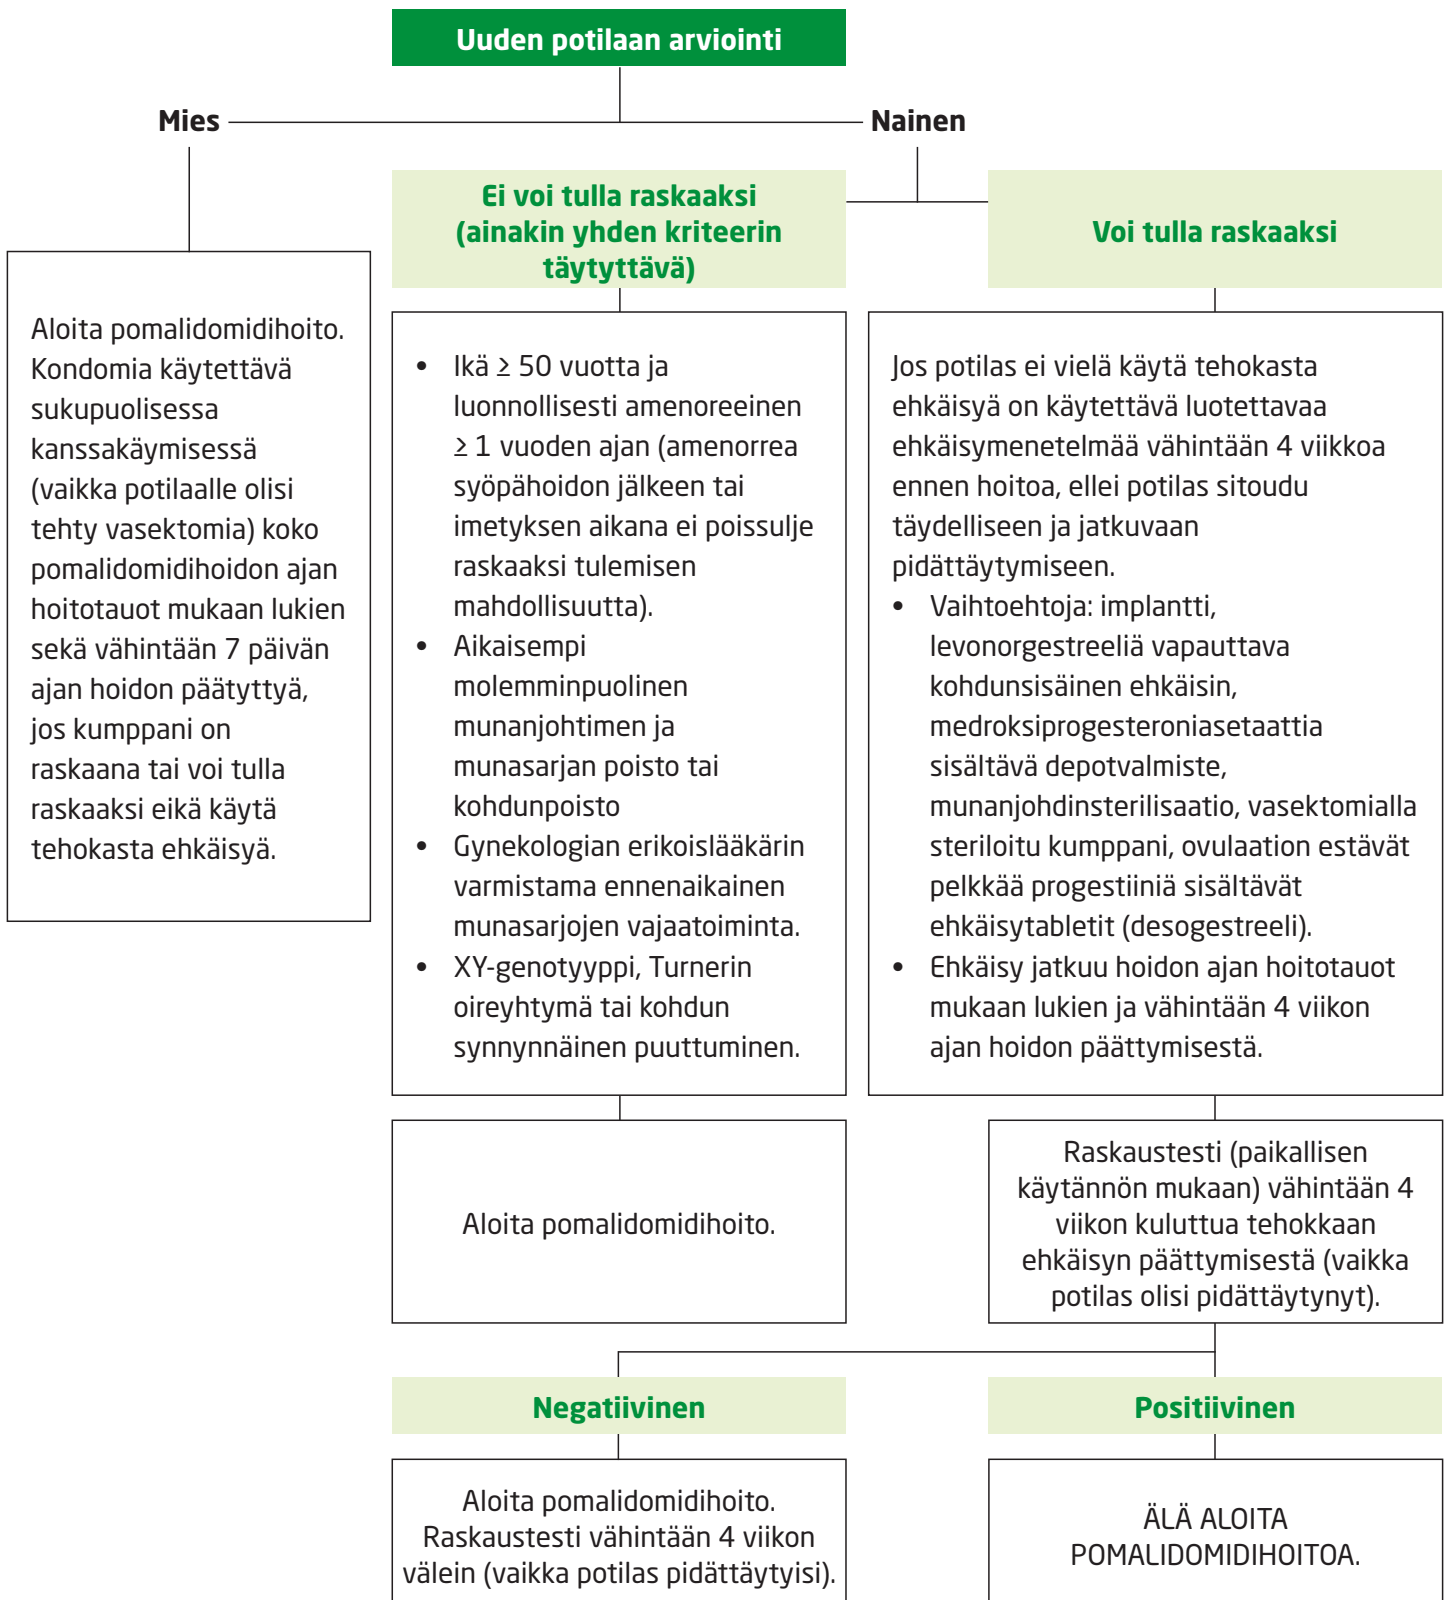 Uuden potilaan arviointi
Mies
Nainen
Ei voi tulla raskaaksi
(ainakin yhden kriteerin
täytyttävä)
Voi tulla raskaaksi
Aloita pomalidomidihoito.
Kondomia käytettävä
sukupuolisessa
kanssakäymisessä
(vaikka potilaalle olisi
tehty vasektomia) koko
pomalidomidihoidon ajan
hoitotauot mukaan lukien
sekä vähintään 7 päivän
ajan hoidon päätyttyä,
jos kumppani on
raskaana tai voi tulla
raskaaksi eikä käytä
tehokasta ehkäisyä.
• Ikä ≥ 50 vuotta ja
luonnollisesti amenoreeinen
≥ 1 vuoden ajan (amenorrea
syöpähoidon jälkeen tai
imetyksen aikana ei poissulje
raskaaksi tulemisen
mahdollisuutta).
• Aikaisempi
molemminpuolinen
munanjohtimen ja
munasarjan poisto tai
kohdunpoisto
• Gynekologian erikoislääkärin
varmistama ennenaikainen
munasarjojen vajaatoiminta.
• XY-genotyyppi, Turnerin
oireyhtymä tai kohdun
synnynnäinen puuttuminen.
Jos potilas ei vielä käytä tehokasta
ehkäisyä on käytettävä luotettavaa
ehkäisymenetelmää vähintään 4 viikkoa
ennen hoitoa, ellei potilas sitoudu
täydelliseen ja jatkuvaan
pidättäytymiseen.
• Vaihtoehtoja: implantti,
levonorgestreeliä vapauttava
kohdunsisäinen ehkäisin,
medroksiprogesteroniasetaattia
sisältävä depotvalmiste,
munanjohdinsterilisaatio, vasektomialla
steriloitu kumppani, ovulaation estävät
pelkkää progestiiniä sisältävät
ehkäisytabletit (desogestreeli).
• Ehkäisy jatkuu hoidon ajan hoitotauot
mukaan lukien ja vähintään 4 viikon
ajan hoidon päättymisestä.
Aloita pomalidomidihoito.
Raskaustesti (paikallisen
käytännön mukaan) vähintään 4
viikon kuluttua tehokkaan
ehkäisyn päättymisestä (vaikka
potilas olisi pidättäytynyt).
Negatiivinen
Positiivinen
Aloita pomalidomidihoito.
Raskaustesti vähintään 4 viikon
välein (vaikka potilas pidättäytyisi).
ÄLÄ ALOITA
POMALIDOMIDIHOITOA.